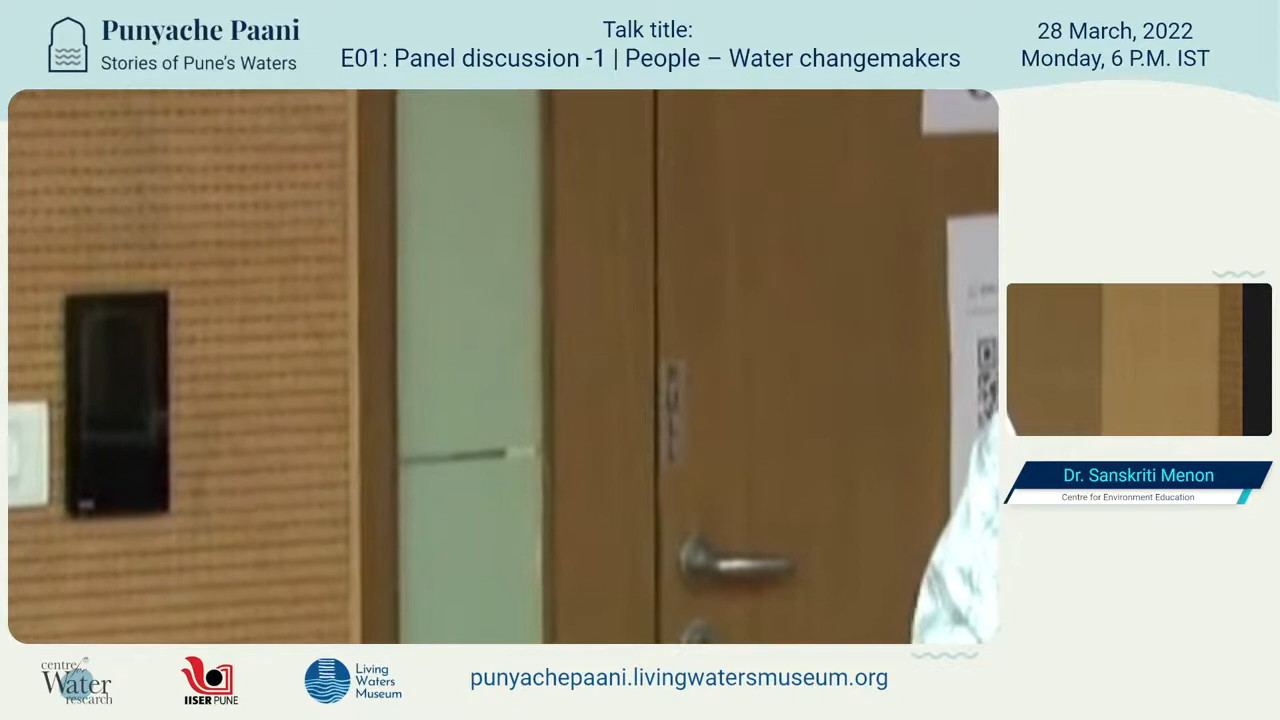 Punyache Paani
Stories of Pune's Waters
Talk title:
E01: Panel discussion -1 | People – Water changemakers
28 March, 2022
Monday, 6 P.M. IST
Dr. Sanskriti Menon
Centre for Environment Education
centre for
Water
research
IISER PUNE
Living
Waters
Museum
punyachepaani.livingwatersmuseum.org